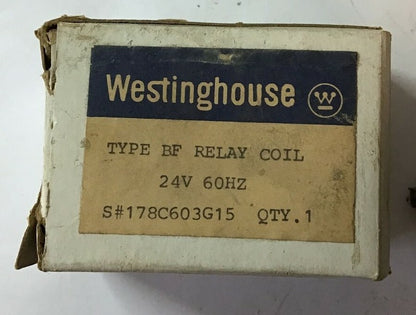 Westinghouse W
TYPE BF RELAY COIL
24V 60HZ
S#178C603G15 QTY.1